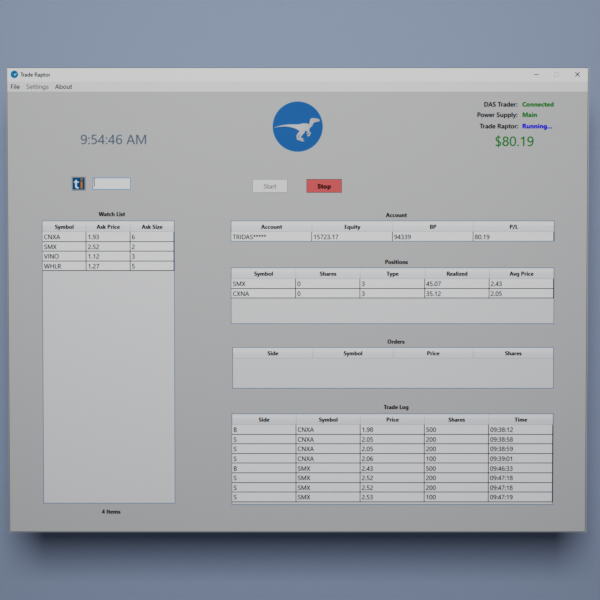 Trade Raptor
File Settings About
DAS Trader: Connected
Power Supply: Main
Trade Raptor: Running...
$80.19
9:54:46 AM
Start Stop
Watch List
Symbol Ask Price Ask Size
CNXA 1.93 6
SMX 2.52 2
VINO 1.12 3
WHLR 1.27 5
4 Items
Account
Account Equity BP P/L
TRIDAS***** 15723.17 94339 80.19
Positions
Symbol Shares Type Realized Avg Price
SMX 0 3 45.07 2.43
CXNA 0 3 35.12 2.05
Orders
Side Symbol Price Shares
Trade Log
Side Symbol Price Shares Time
B CNXA 1.98 500 09:38:12
S CNXA 2.05 200 09:38:58
S CNXA 2.05 200 09:38:59
S CNXA 2.06 100 09:39:01
B SMX 2.43 500 09:46:33
S SMX 2.52 200 09:47:18
S SMX 2.52 200 09:47:18
S SMX 2.53 100 09:47:19